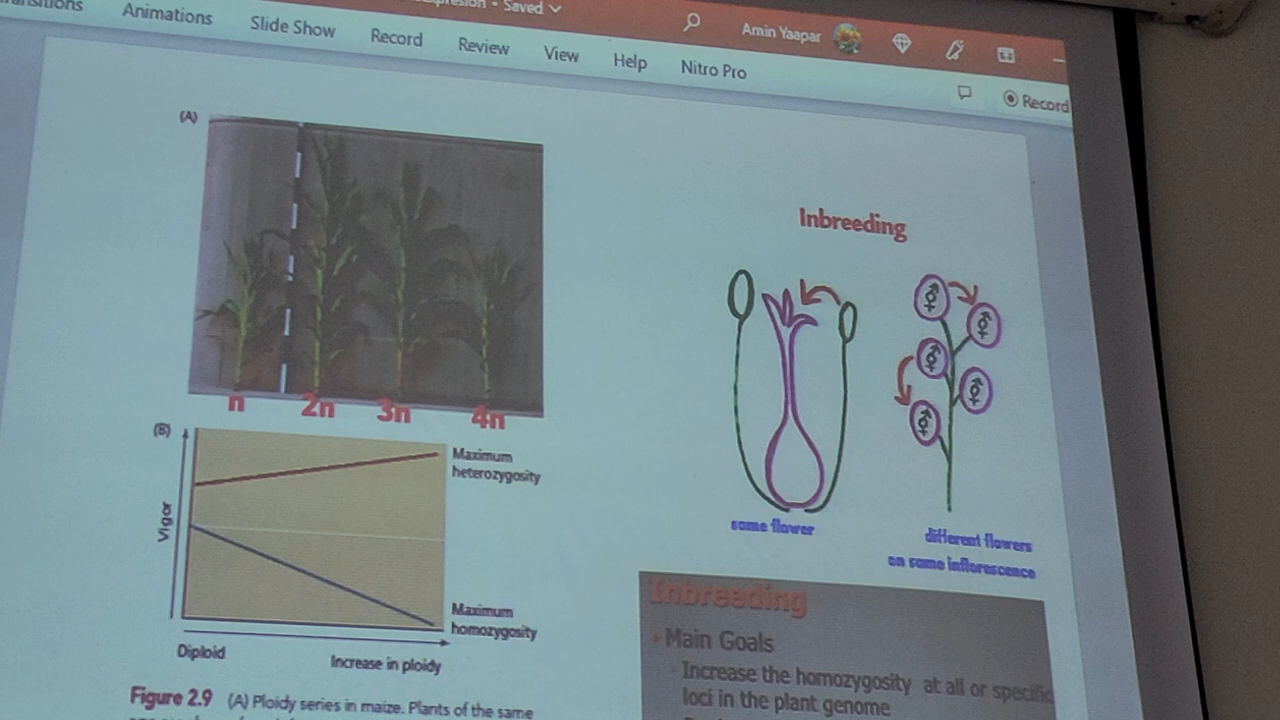 Saved
Amin Yaapar
Animations
Slide Show
Record
Review
View
Help
Nitro Pro
Record
(A)
n
2n
3n
4n
(B)
Vigor
Maximum
heterozygosity
Maximum
homozygosity
Diploid
Increase in ploidy
Figure 2.9 (A) Ploidy series in maize. Plants of the same
Inbreeding
same flower
different flowers
on same inflorescence
Inbreeding
Main Goals
Increase the homozygosity at all or specific
loci in the plant genome